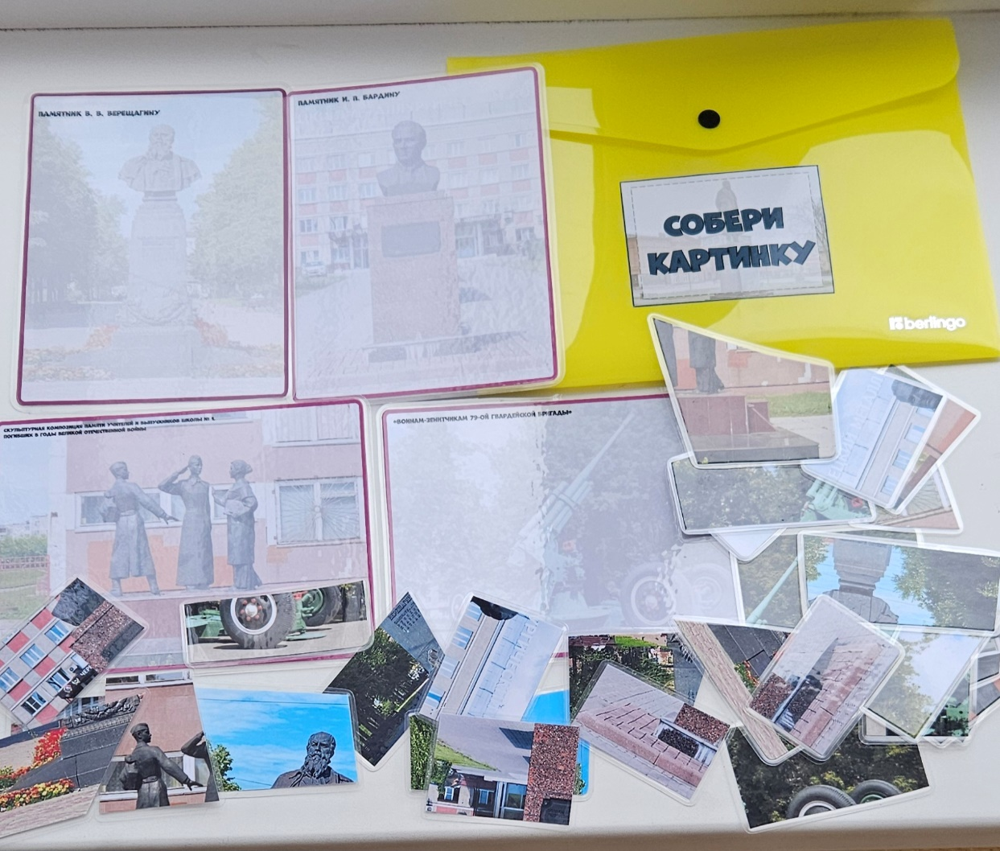 ПАМЯТНИК В. В. ВЕРЕЩАГИНУ
ПАМЯТНИК И. П. БАРДИНУ
СОБЕРИ
КАРТИНКУ
berlingo
СКУЛЬПТУРНАЯ КОМПОЗИЦИЯ ПАМЯТИ УЧИТЕЛЕЙ И ВЫПУСКНИКОВ ШКОЛЫ № 1,
ПОГИБШИХ В ГОДЫ ВЕЛИКОЙ ОТЕЧЕСТВЕННОЙ ВОЙНЫ
«ВОИНАМ-ЗЕНИТЧИКАМ 79-ОЙ ГВАРДЕЙСКОЙ БРИГАДЫ»